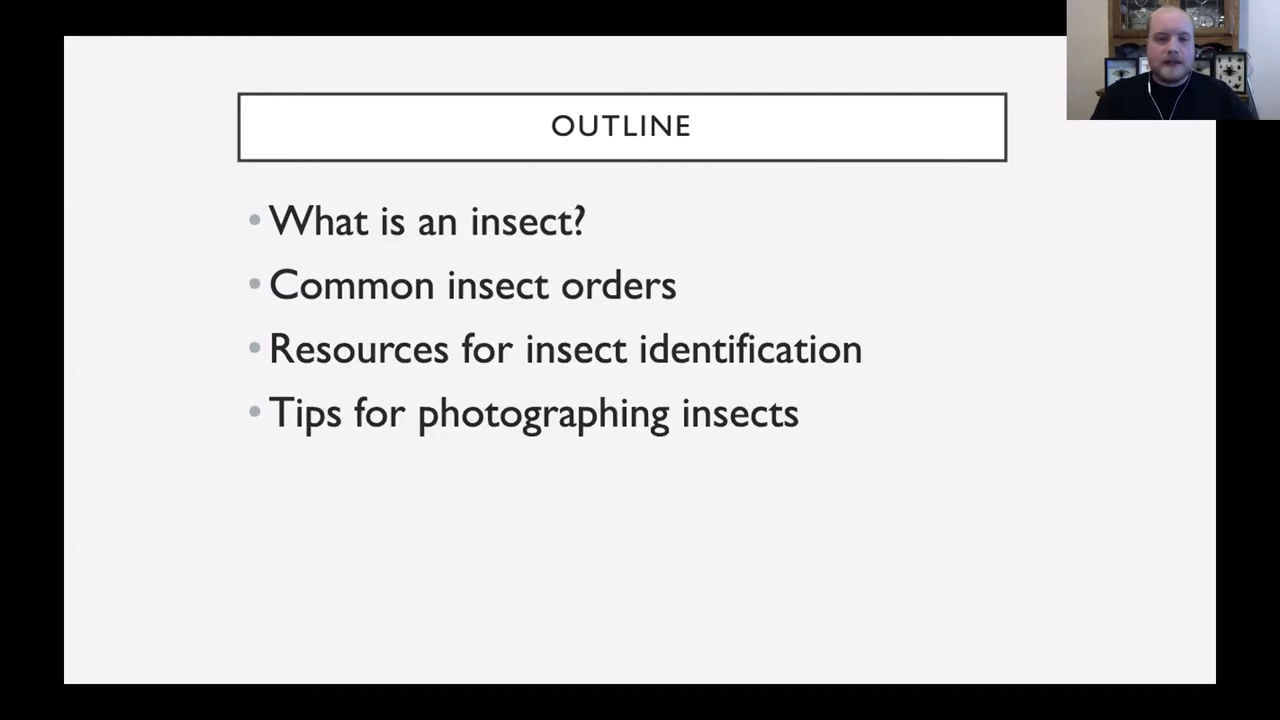 OUTLINE
• What is an insect?
• Common insect orders
• Resources for insect identification
• Tips for photographing insects